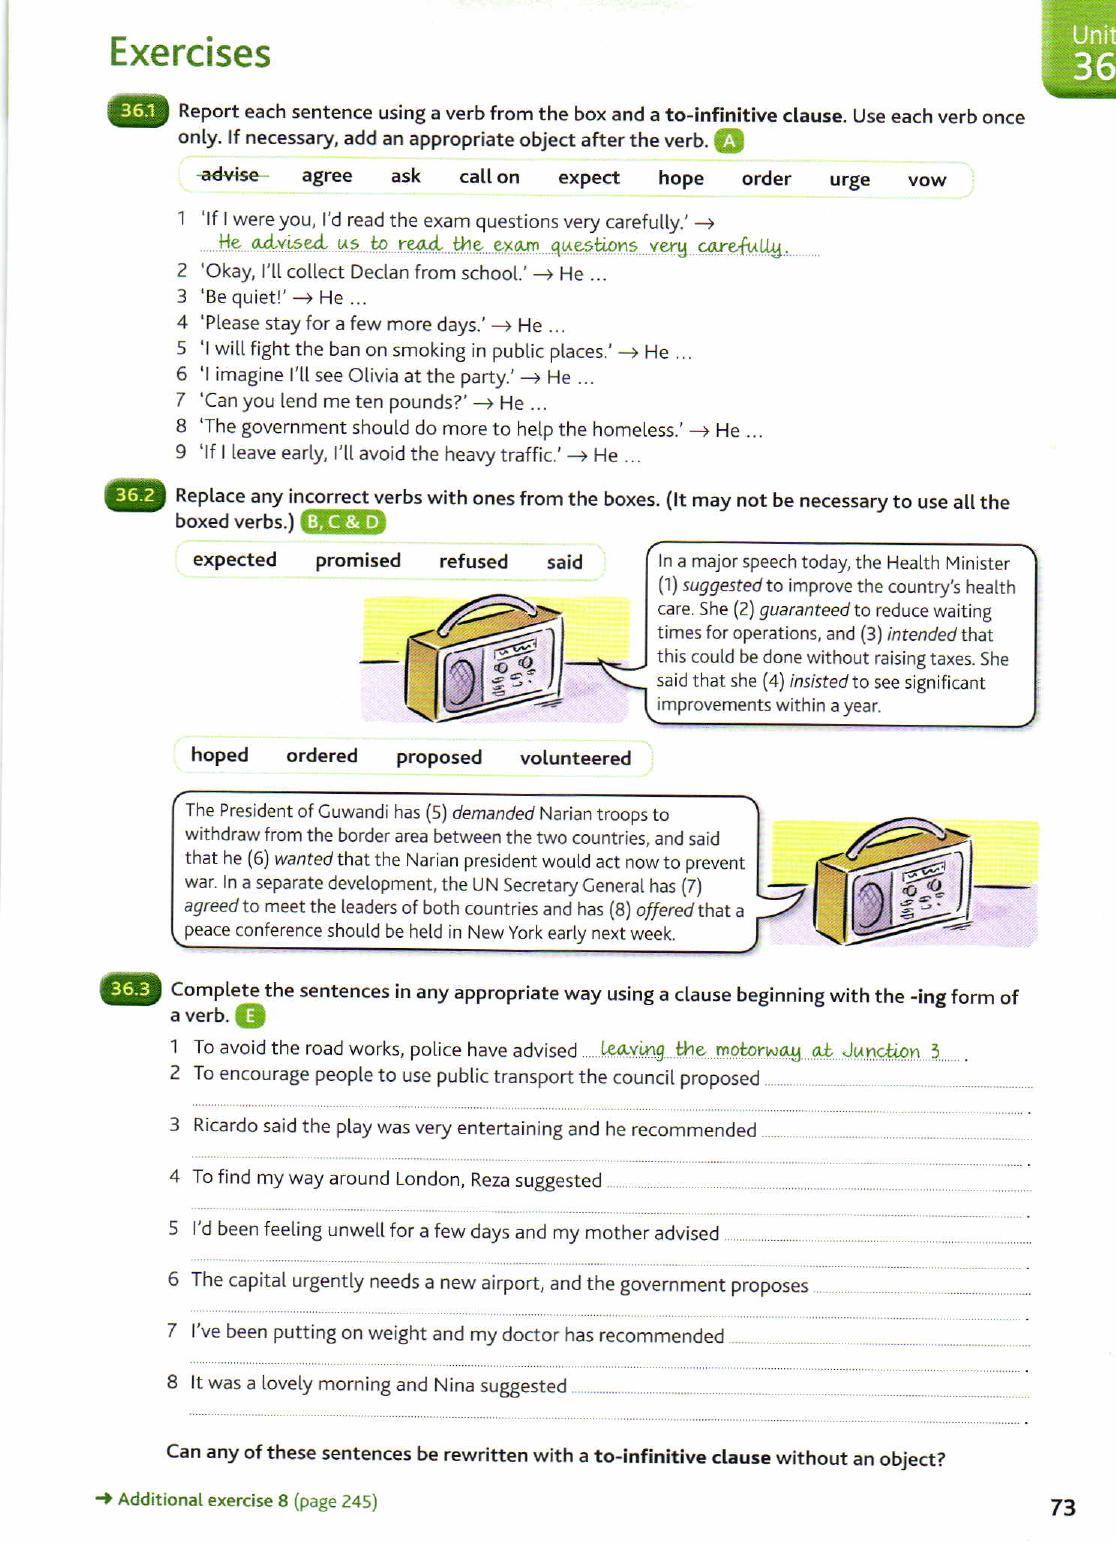 Unit
36
Exercises
36.1 Report each sentence using a verb from the box and a to-infinitive clause. Use each verb once
only. If necessary, add an appropriate object after the verb. A
advise agree ask call on expect hope order urge vow
1 'If I were you, I'd read the exam questions very carefully.' →
He advised us to read the exam questions very carefully.
2 'Okay, I'll collect Declan from school.' → He ...
3 'Be quiet!' → He ...
4 'Please stay for a few more days.' → He ...
5 'I will fight the ban on smoking in public places.' → He ...
6 'I imagine I'll see Olivia at the party.' → He ...
7 'Can you lend me ten pounds?' → He ...
8 'The government should do more to help the homeless.' → He ...
9 'If I leave early, I'll avoid the heavy traffic.' → He ...
36.2 Replace any incorrect verbs with ones from the boxes. (It may not be necessary to use all the
boxed verbs.) B, C & D
expected promised refused said
In a major speech today, the Health Minister
(1) suggested to improve the country's health
care. She (2) guaranteed to reduce waiting
times for operations, and (3) intended that
this could be done without raising taxes. She
said that she (4) insisted to see significant
improvements within a year.
hoped ordered proposed volunteered
The President of Guwandi has (5) demanded Narian troops to
withdraw from the border area between the two countries, and said
that he (6) wanted that the Narian president would act now to prevent
war. In a separate development, the UN Secretary General has (7)
agreed to meet the leaders of both countries and has (8) offered that a
peace conference should be held in New York early next week.
36.3 Complete the sentences in any appropriate way using a clause beginning with the -ing form of
a verb. E
1 To avoid the road works, police have advised leaving the motorway at Junction 3 .
2 To encourage people to use public transport the council proposed
.
3 Ricardo said the play was very entertaining and he recommended
.
4 To find my way around London, Reza suggested
.
5 I'd been feeling unwell for a few days and my mother advised
.
6 The capital urgently needs a new airport, and the government proposes
.
7 I've been putting on weight and my doctor has recommended
.
8 It was a lovely morning and Nina suggested
.
Can any of these sentences be rewritten with a to-infinitive clause without an object?
→ Additional exercise 8 (page 245)
73